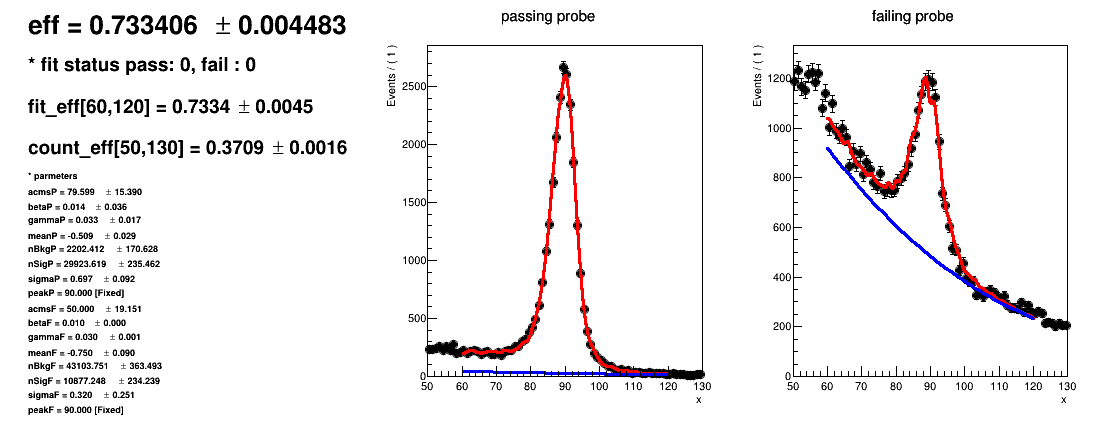 eff = 0.733406 ± 0.004483
* fit status pass: 0, fail : 0
fit_eff[60,120] = 0.7334 ± 0.0045
count_eff[50,130] = 0.3709 ± 0.0016
* parmeters
acmsP = 79.599 ± 15.390
betaP = 0.014 ± 0.036
gammaP = 0.033 ± 0.017
meanP = -0.509 ± 0.029
nBkgP = 2202.412 ± 170.628
nSigP = 29923.619 ± 235.462
sigmaP = 0.697 ± 0.092
peakP = 90.000 [Fixed]
acmsF = 50.000 ± 19.151
betaF = 0.010 ± 0.000
gammaF = 0.030 ± 0.001
meanF = -0.750 ± 0.090
nBkgF = 43103.751 ± 363.493
nSigF = 10877.248 ± 234.239
sigmaF = 0.320 ± 0.251
peakF = 90.000 [Fixed]
passing probe
Events / ( 1 )
2500
2000
1500
1000
500
0
50 60 70 80 90 100 110 120 130
x
failing probe
Events / ( 1 )
1200
1000
800
600
400
200
0
50 60 70 80 90 100 110 120 130
x